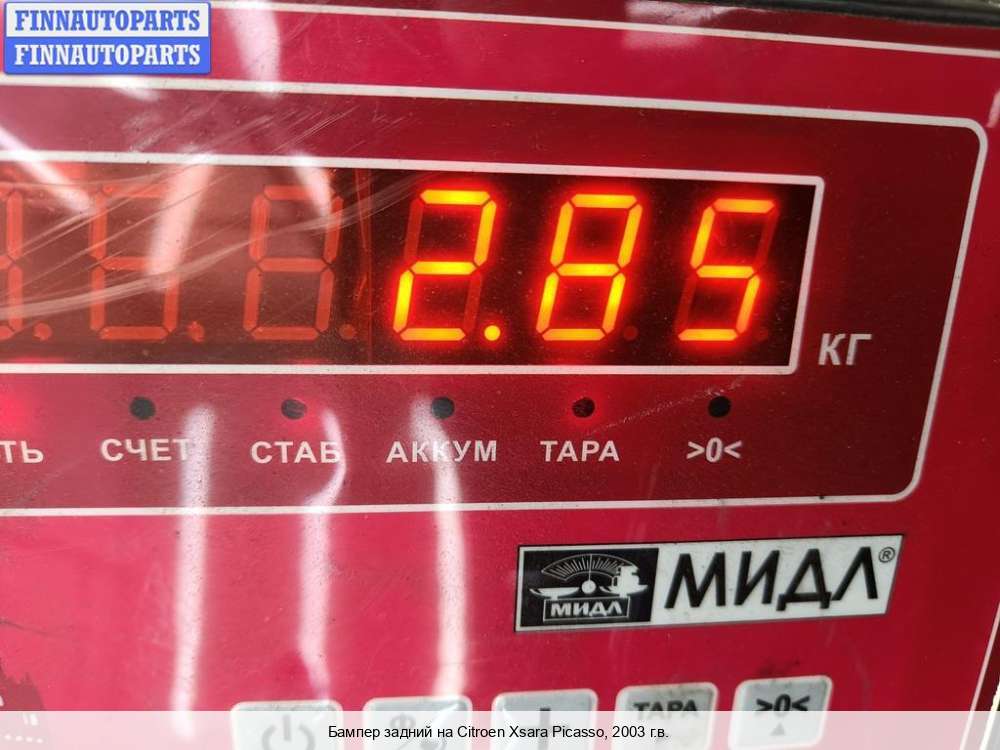 FINNAUTOPARTS
FINNAUTOPARTS
2.85
КГ
ТЬ СЧЕТ СТАБ АККУМ ТАРА >0<
МИДЛ МИДЛ®
ТАРА >0<
Бампер задний на Citroen Xsara Picasso, 2003 г.в.